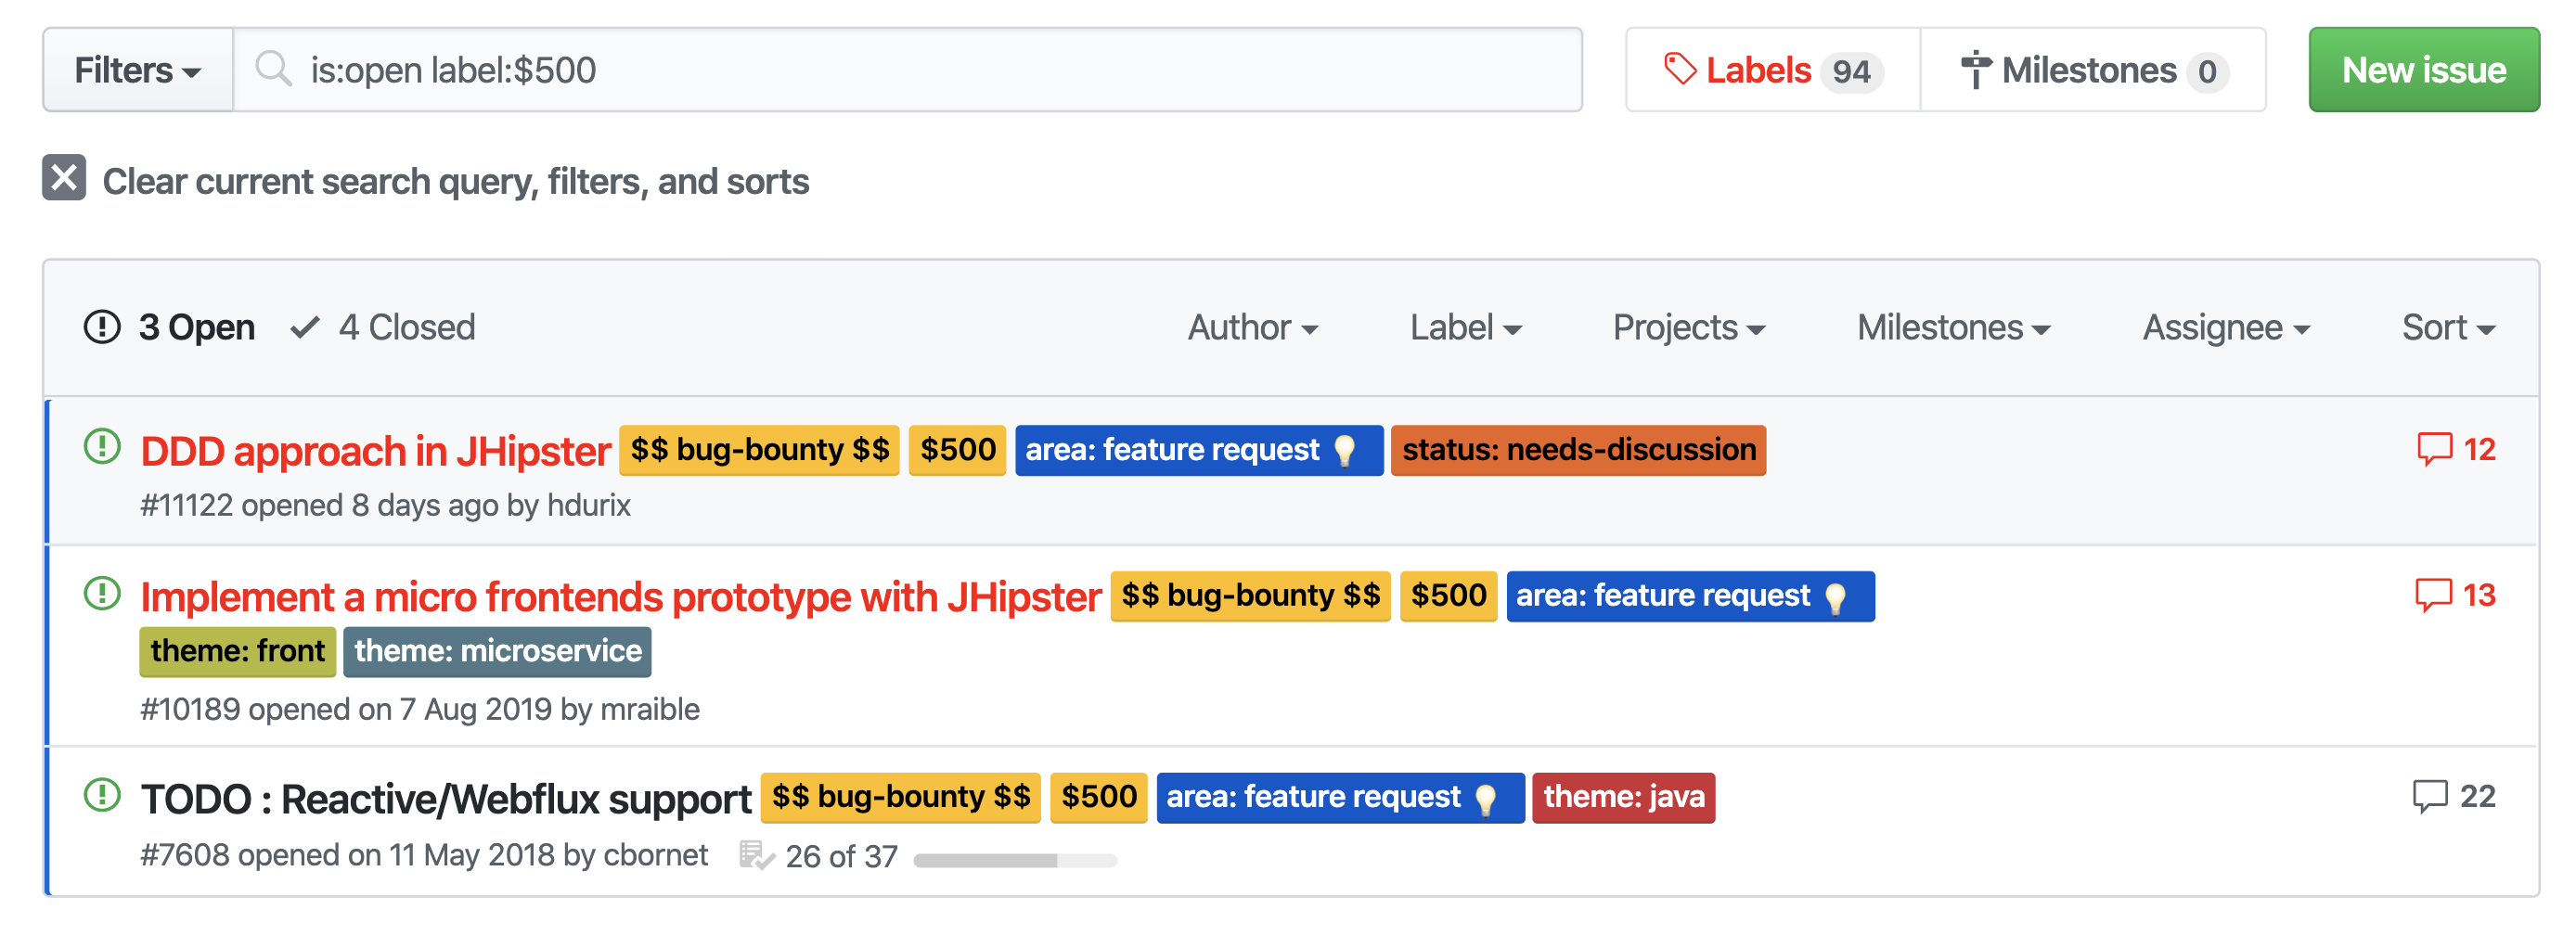 Filters is:open label:$500 Labels 94 Milestones 0 New issue
Clear current search query, filters, and sorts
3 Open 4 Closed Author Label Projects Milestones Assignee Sort
DDD approach in JHipster $$ bug-bounty $$ $500 area: feature request 💡 status: needs-discussion 12
#11122 opened 8 days ago by hdurix
Implement a micro frontends prototype with JHipster $$ bug-bounty $$ $500 area: feature request 💡 13
theme: front theme: microservice
#10189 opened on 7 Aug 2019 by mraible
TODO : Reactive/Webflux support $$ bug-bounty $$ $500 area: feature request 💡 theme: java 22
#7608 opened on 11 May 2018 by cbornet 26 of 37